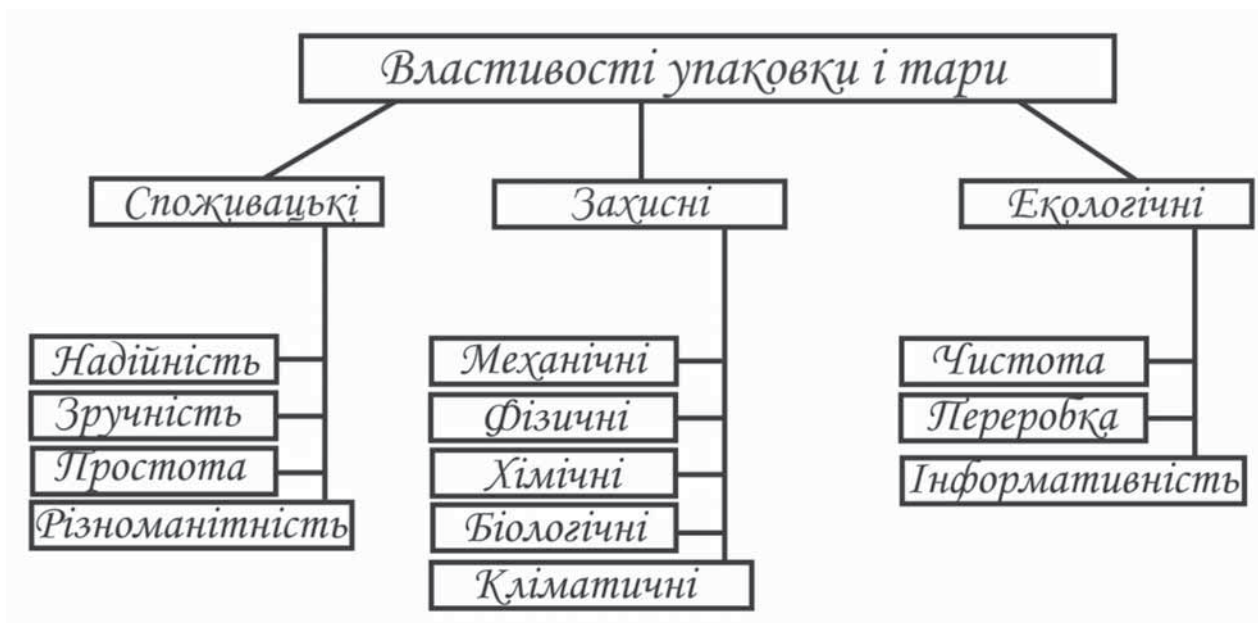 Властивості упаковки і тари
Споживацькі
Захисні
Екологічні
Надійність
Зручність
Простота
Різноманітність
Механічні
Фізичні
Хімічні
Біологічні
Кліматичні
Чистота
Переробка
Інформативність